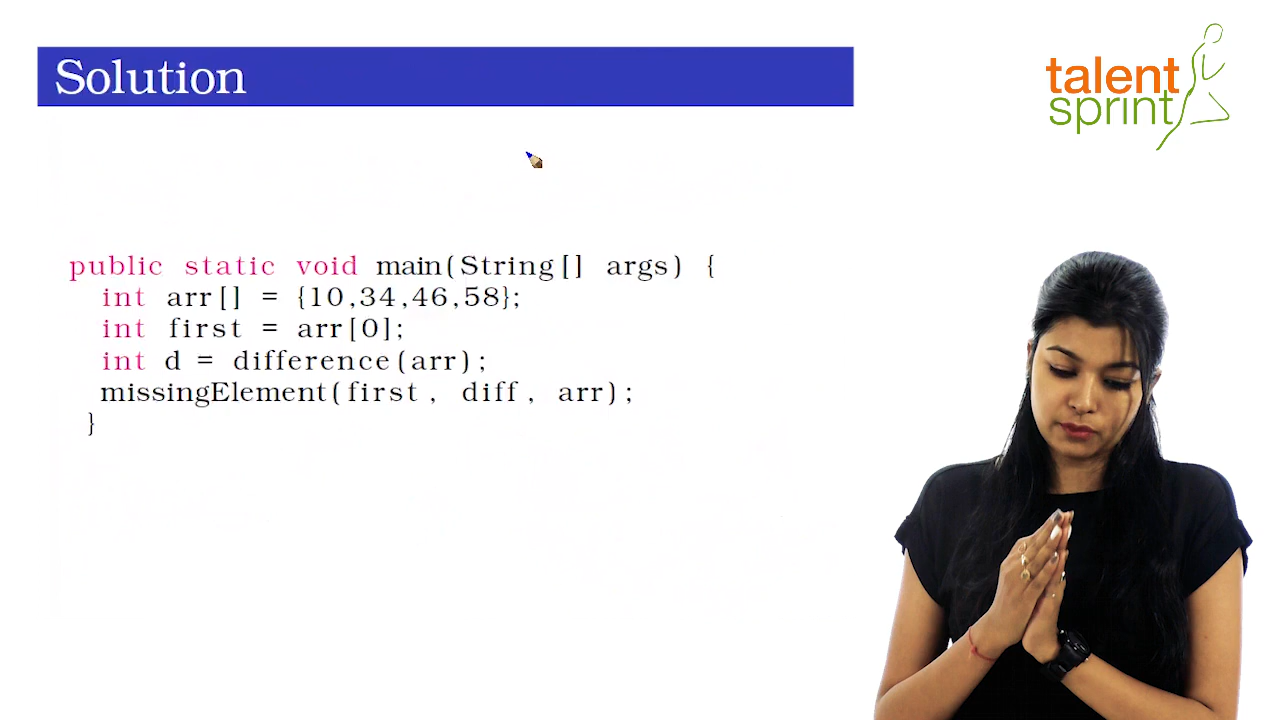 Solution
talent
sprint
public static void main(String[] args) {
int arr[] = {10,34,46,58};
int first = arr[0];
int d = difference(arr);
missingElement(first, diff, arr);
}